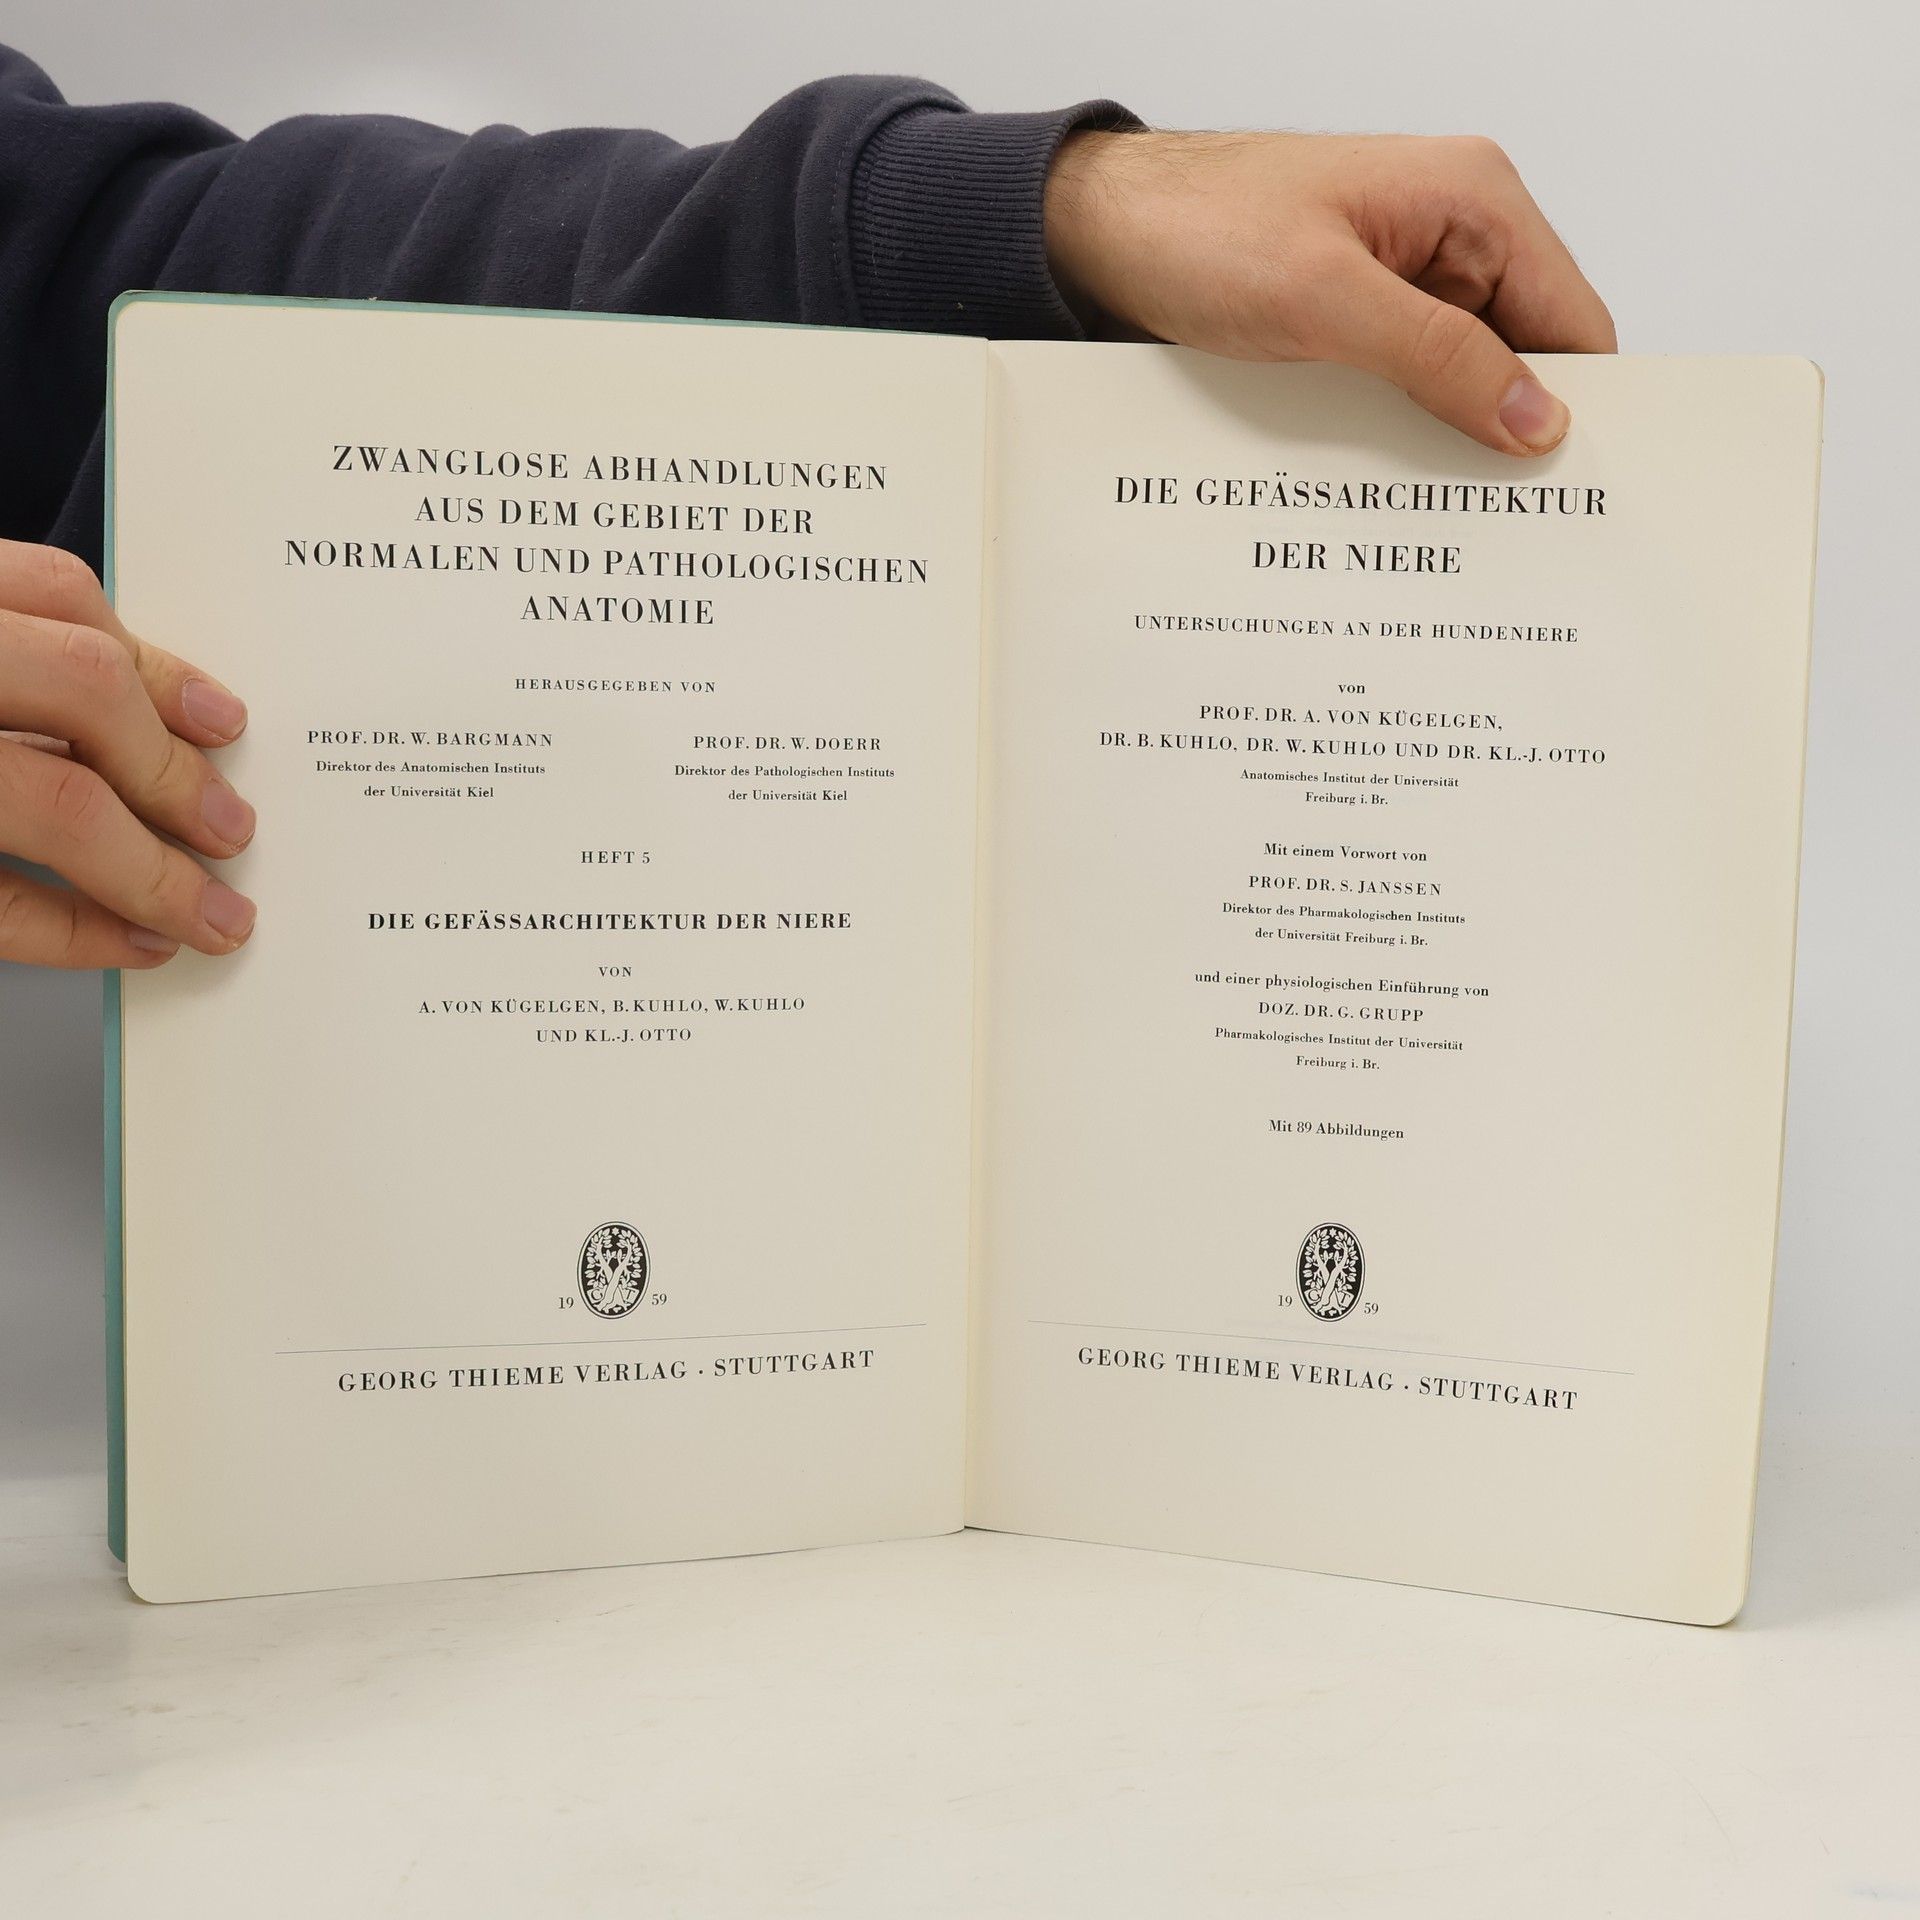 ZWANGLOSE ABHANDLUNGEN
AUS DEM GEBIET DER
NORMALEN UND PATHOLOGISCHEN
ANATOMIE
HERAUSGEGEBEN VON
PROF. DR. W. BARGMANN
Direktor des Anatomischen Instituts
der Universität Kiel
PROF. DR. W. DOERR
Direktor des Pathologischen Instituts
der Universität Kiel
HEFT 5
DIE GEFÄSSARCHITEKTUR DER NIERE
VON
A. VON KÜGELGEN, B. KUHLO, W. KUHLO
UND KL.-J. OTTO
19 G T 59
GEORG THIEME VERLAG · STUTTGART
DIE GEFÄSSARCHITEKTUR
DER NIERE
UNTERSUCHUNGEN AN DER HUNDENIERE
von
PROF. DR. A. VON KÜGELGEN,
DR. B. KUHLO, DR. W. KUHLO UND DR. KL.-J. OTTO
Anatomisches Institut der Universität
Freiburg i. Br.
Mit einem Vorwort von
PROF. DR. S. JANSSEN
Direktor des Pharmakologischen Instituts
der Universität Freiburg i. Br.
und einer physiologischen Einführung von
DOZ. DR. G. GRUPP
Pharmakologisches Institut der Universität
Freiburg i. Br.
Mit 89 Abbildungen
19 G T 59
GEORG THIEME VERLAG · STUTTGART